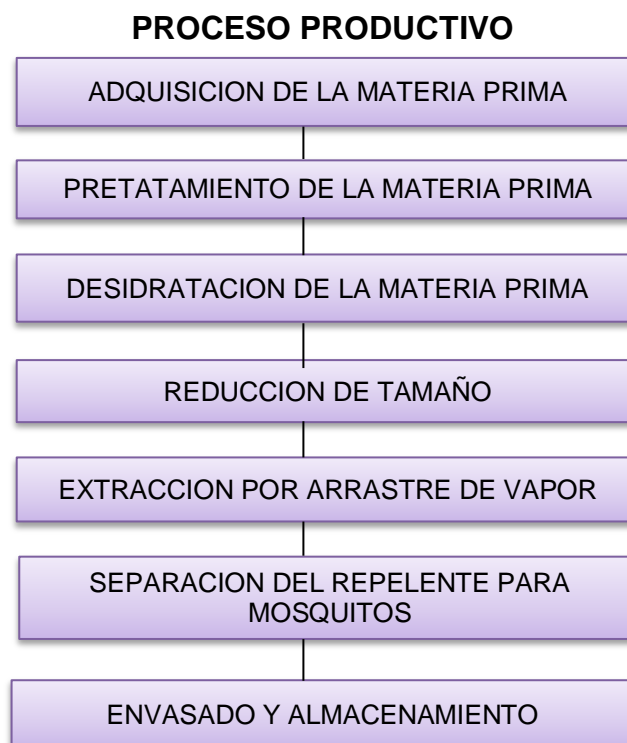 PROCESO PRODUCTIVO
ADQUISICION DE LA MATERIA PRIMA
PRETATAMIENTO DE LA MATERIA PRIMA
DESIDRATACION DE LA MATERIA PRIMA
REDUCCION DE TAMAÑO
EXTRACCION POR ARRASTRE DE VAPOR
SEPARACION DEL REPELENTE PARA
MOSQUITOS
ENVASADO Y ALMACENAMIENTO